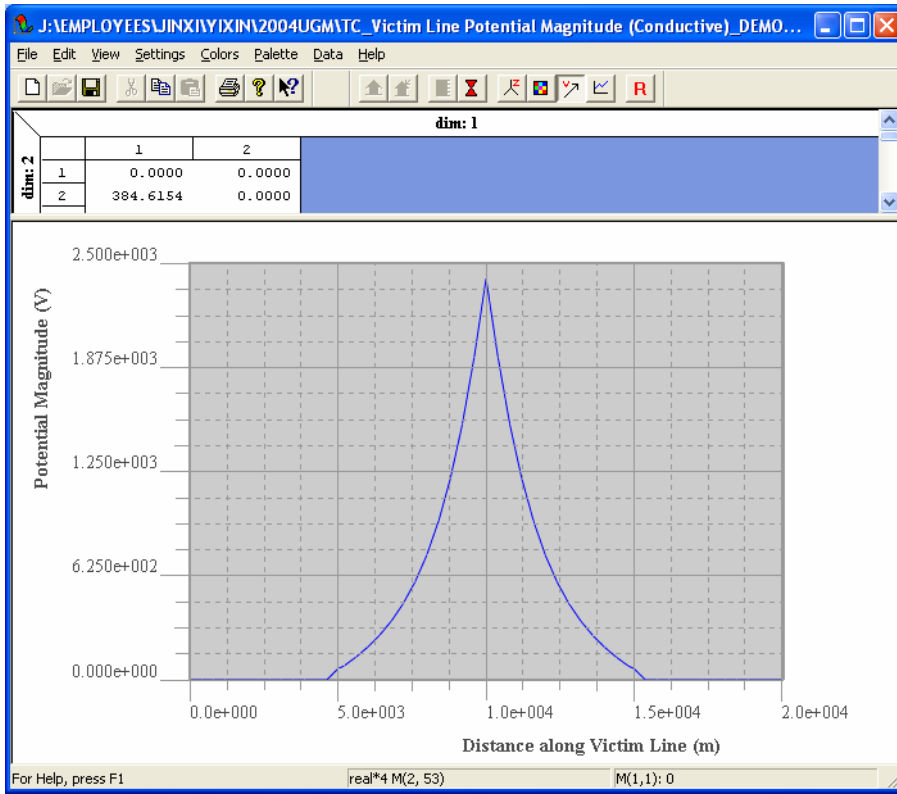 J:\EMPLOYEES\JINXI\YIXIN\2004UGM\TC_Victim Line Potential Magnitude (Conductive)_DEMO...
File Edit View Settings Colors Palette Data Help
R
dim: 1
dim: 2
1 2
1 0.0000 0.0000
2 384.6154 0.0000
2.500e+003
1.875e+003
1.250e+003
6.250e+002
0.000e+000
Potential Magnitude (V)
0.0e+000 5.0e+003 1.0e+004 1.5e+004 2.0e+004
Distance along Victim Line (m)
For Help, press F1 real*4 M(2, 53) M(1,1): 0